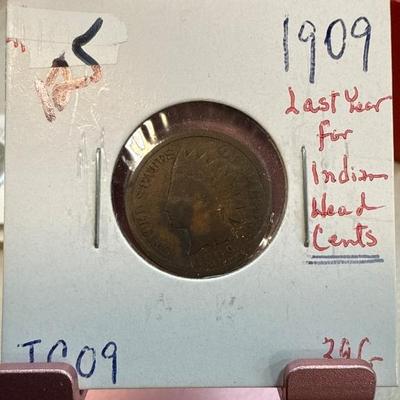 1909
Last Year
for
Indian
Head
Cents
IC09